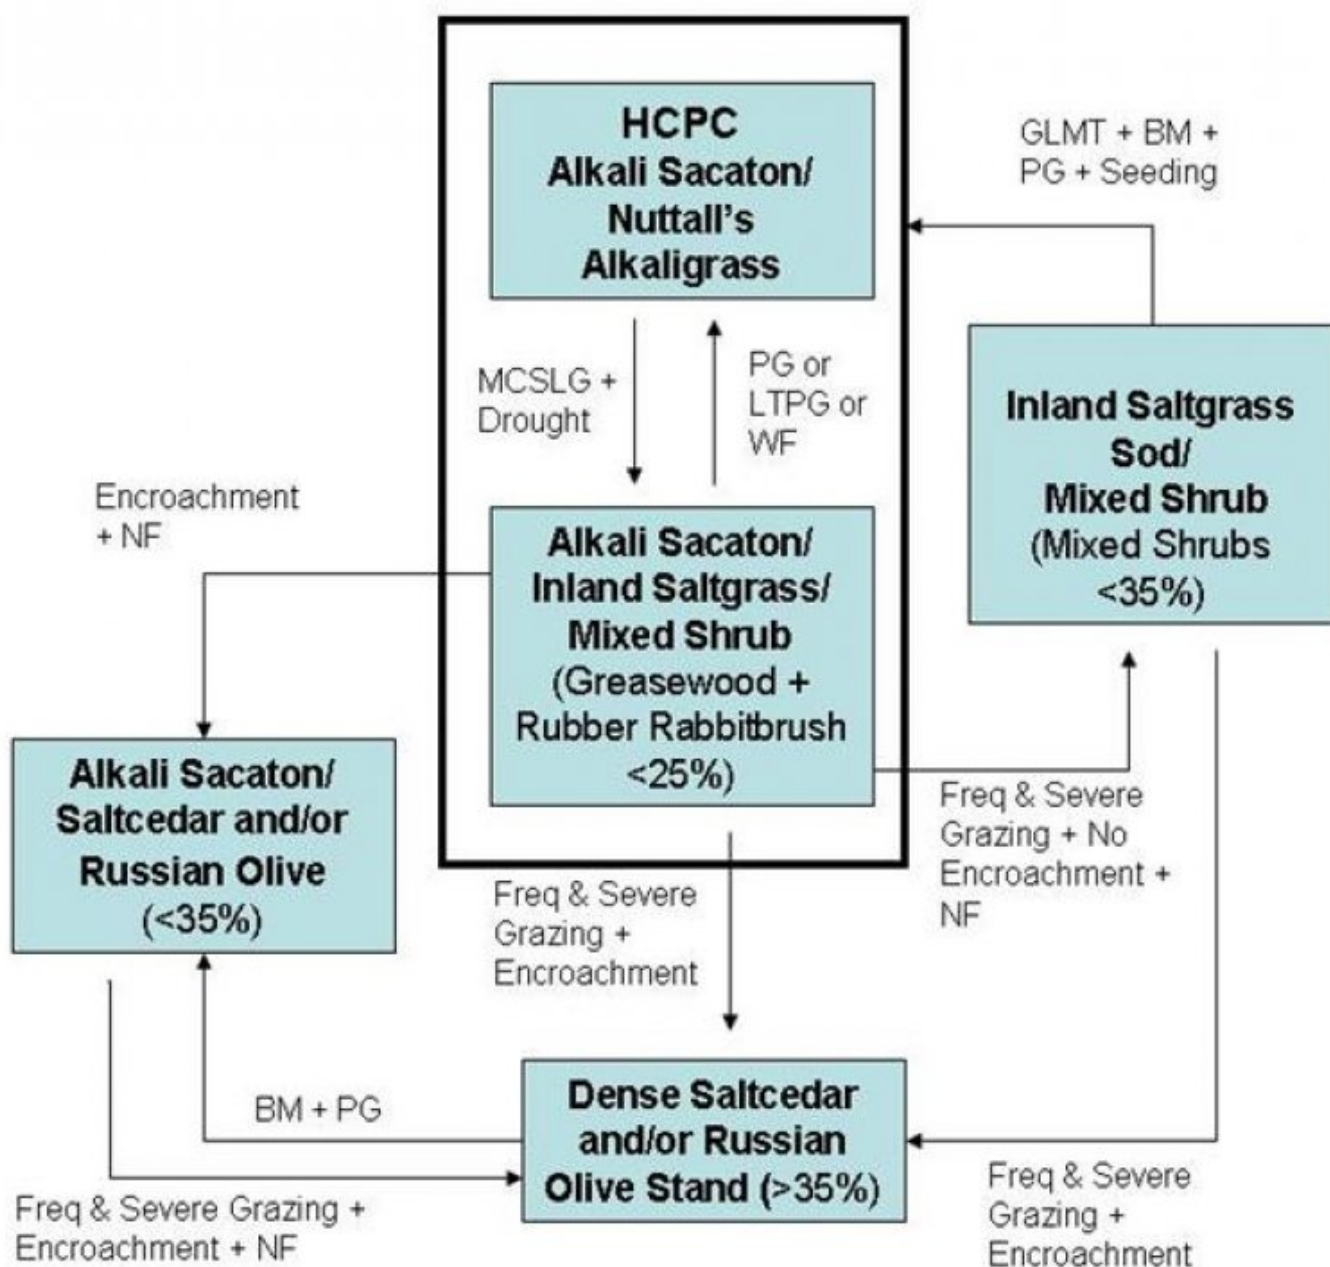 HCPC
Alkali Sacaton/
Nuttall's
Alkaligrass
GLMT + BM +
PG + Seeding
MCSLG +
Drought
PG or
LTPG or
WF
Inland Saltgrass
Sod/
Mixed Shrub
(Mixed Shrubs
<35%)
Encroachment
+ NF
Alkali Sacaton/
Inland Saltgrass/
Mixed Shrub
(Greasewood +
Rubber Rabbitbrush
<25%)
Alkali Sacaton/
Saltcedar and/or
Russian Olive
(<35%)
Freq & Severe
Grazing + No
Encroachment +
NF
Freq & Severe
Grazing +
Encroachment
BM + PG
Dense Saltcedar
and/or Russian
Olive Stand (>35%)
Freq & Severe Grazing +
Encroachment + NF
Freq & Severe
Grazing +
Encroachment